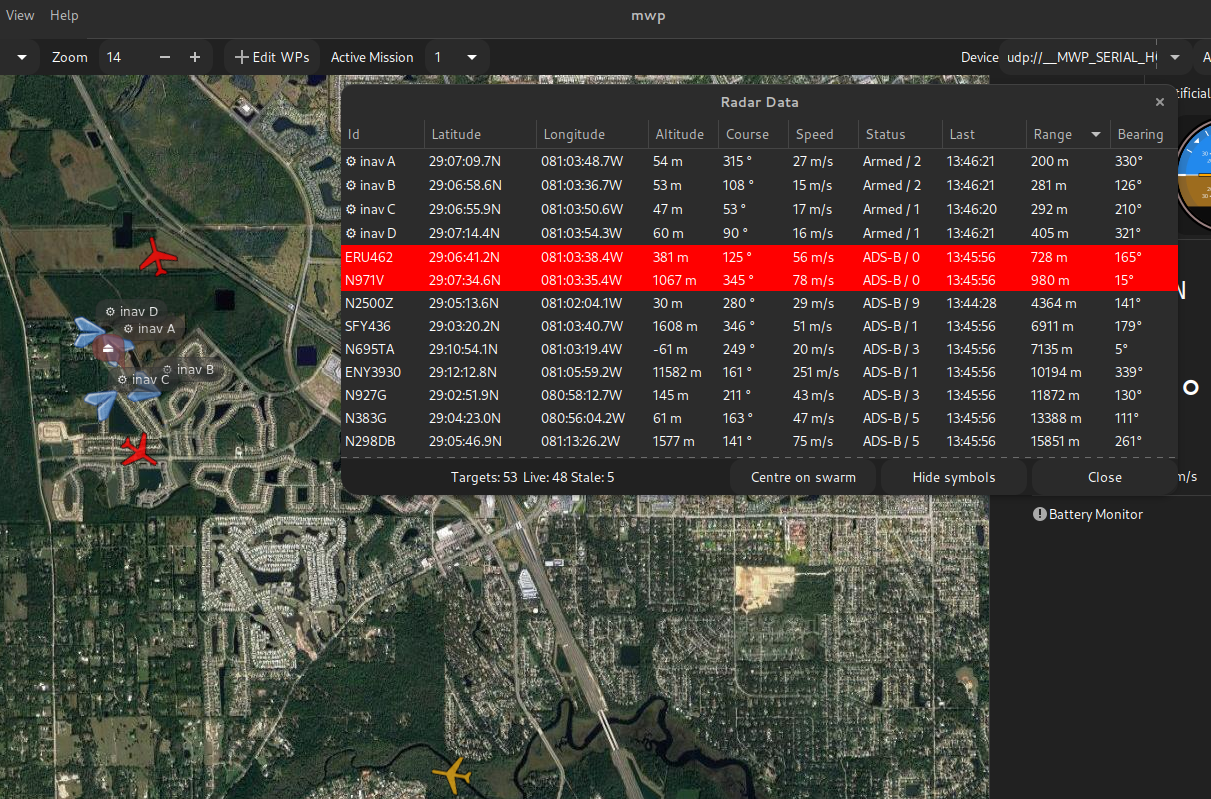 View Help mwp
Zoom 14 − + +Edit WPs Active Mission 1 Device udp://__MWP_SERIAL_H
Radar Data ×
Id Latitude Longitude Altitude Course Speed Status Last Range Bearing
⚙ inav A 29:07:09.7N 081:03:48.7W 54 m 315 ° 27 m/s Armed / 2 13:46:21 200 m 330°
⚙ inav B 29:06:58.6N 081:03:36.7W 53 m 108 ° 15 m/s Armed / 2 13:46:21 281 m 126°
⚙ inav C 29:06:55.9N 081:03:50.6W 47 m 53 ° 17 m/s Armed / 1 13:46:20 292 m 210°
⚙ inav D 29:07:14.4N 081:03:54.3W 60 m 90 ° 16 m/s Armed / 1 13:46:21 405 m 321°
ERU462 29:06:41.2N 081:03:38.4W 381 m 125 ° 56 m/s ADS-B / 0 13:45:56 728 m 165°
N971V 29:07:34.6N 081:03:35.4W 1067 m 345 ° 78 m/s ADS-B / 0 13:45:56 980 m 15°
N2500Z 29:05:13.6N 081:02:04.1W 30 m 280 ° 29 m/s ADS-B / 9 13:44:28 4364 m 141°
SFY436 29:03:20.2N 081:03:40.7W 1608 m 346 ° 51 m/s ADS-B / 1 13:45:56 6911 m 179°
N695TA 29:10:54.1N 081:03:19.4W -61 m 249 ° 20 m/s ADS-B / 3 13:45:56 7135 m 5°
ENY3930 29:12:12.8N 081:05:59.2W 11582 m 161 ° 251 m/s ADS-B / 1 13:45:56 10194 m 339°
N927G 29:02:51.9N 080:58:12.7W 145 m 211 ° 43 m/s ADS-B / 3 13:45:56 11872 m 130°
N383G 29:04:23.0N 080:56:04.2W 61 m 163 ° 47 m/s ADS-B / 5 13:45:56 13388 m 111°
N298DB 29:05:46.9N 081:13:26.2W 1577 m 141 ° 75 m/s ADS-B / 5 13:45:56 15851 m 261°
Targets: 53 Live: 48 Stale: 5 Centre on swarm Hide symbols Close
⚙ inav D
⚙ inav A
⚙ inav B
⚙ inav C
tificial
N
m/s
Battery Monitor